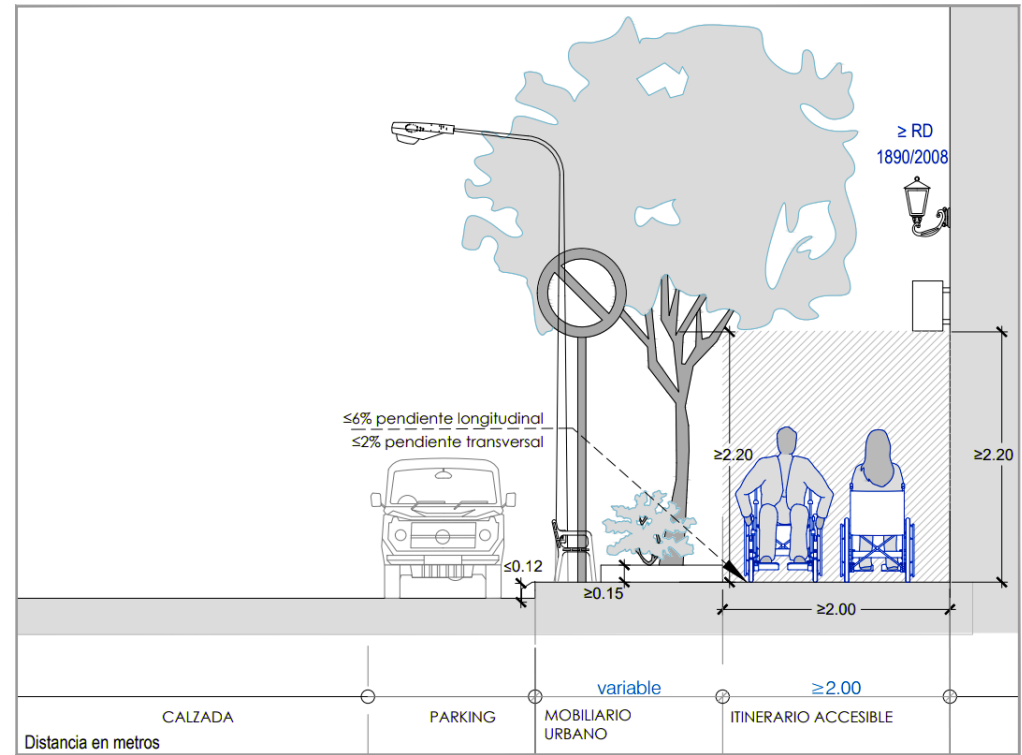 ≥ RD
1890/2008
≤6% pendiente longitudinal
≤2% pendiente transversal
≥2.20
≥2.20
≤0.12
≥0.15
≥2.00
variable
≥2.00
CALZADA
PARKING
MOBILIARIO
URBANO
ITINERARIO ACCESIBLE
Distancia en metros